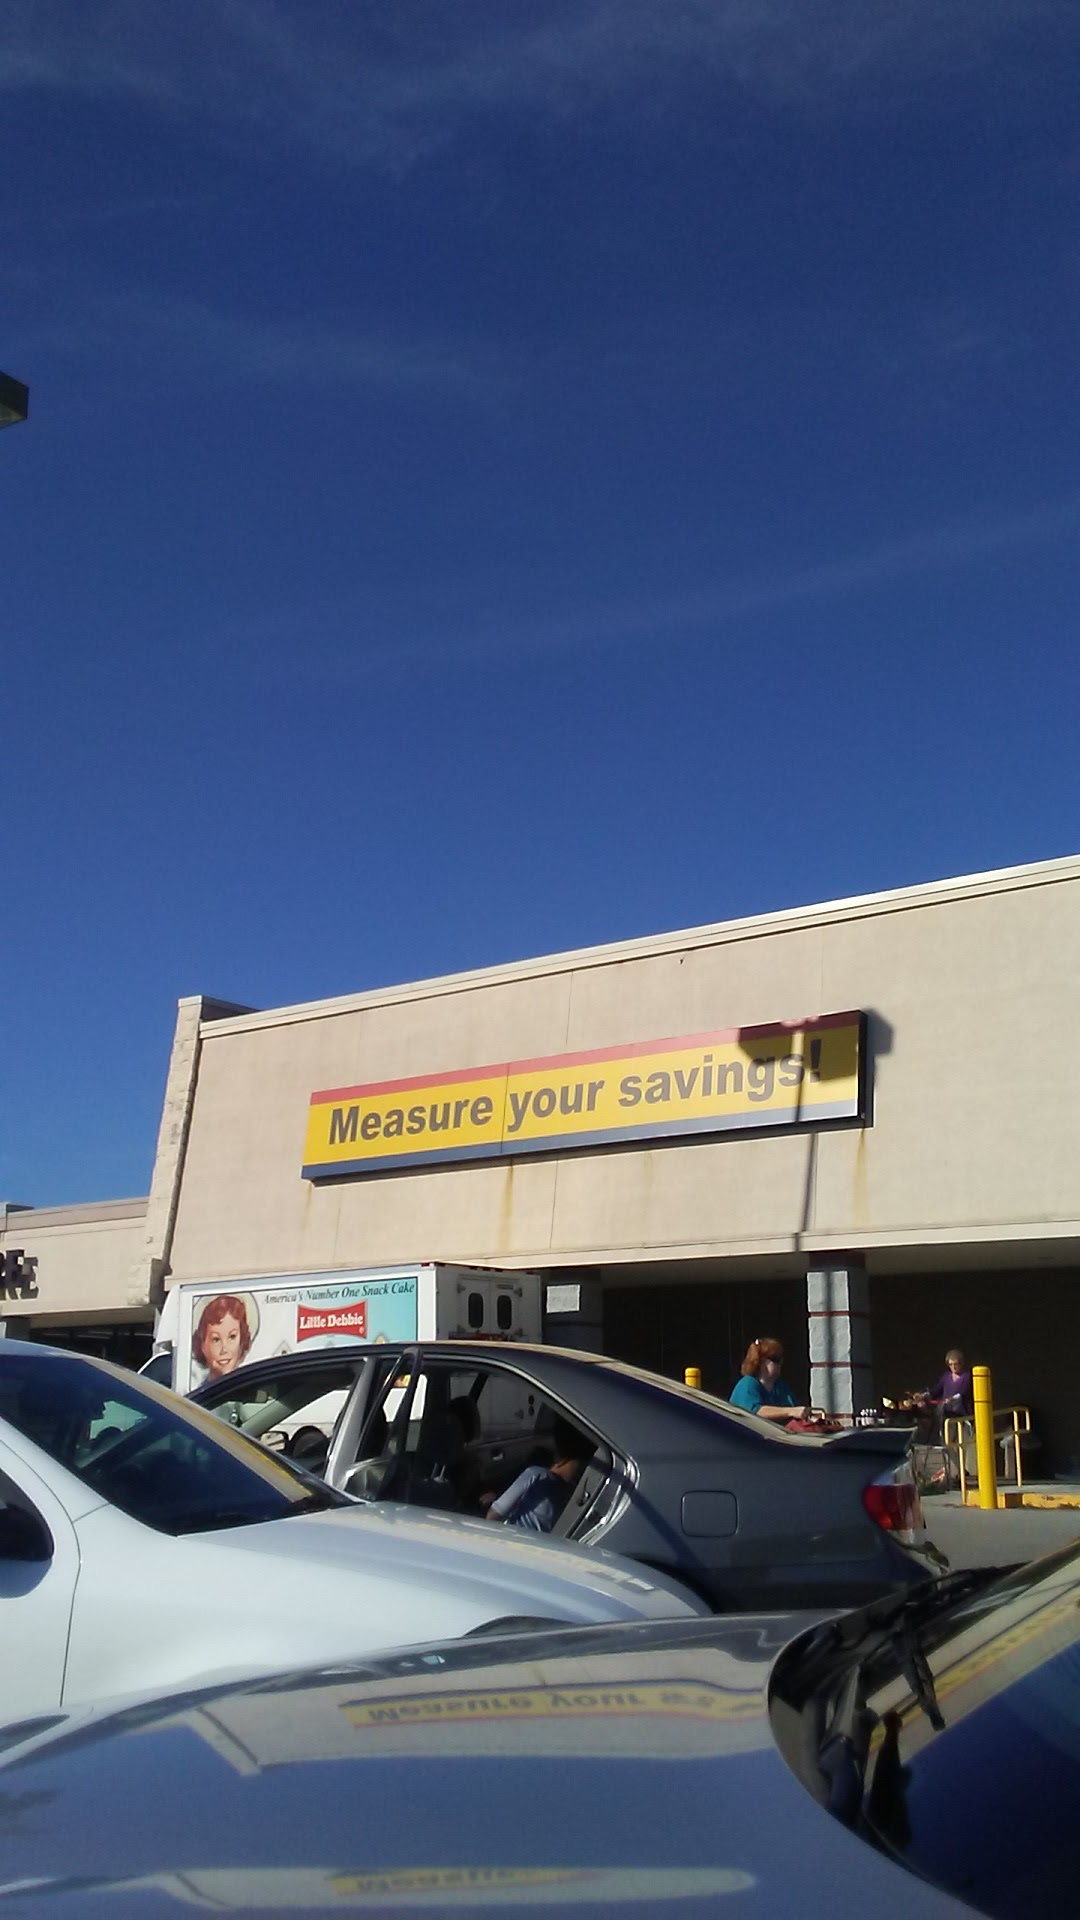 Measure your savings!
America's Number One Snack Cake
Little Debbie